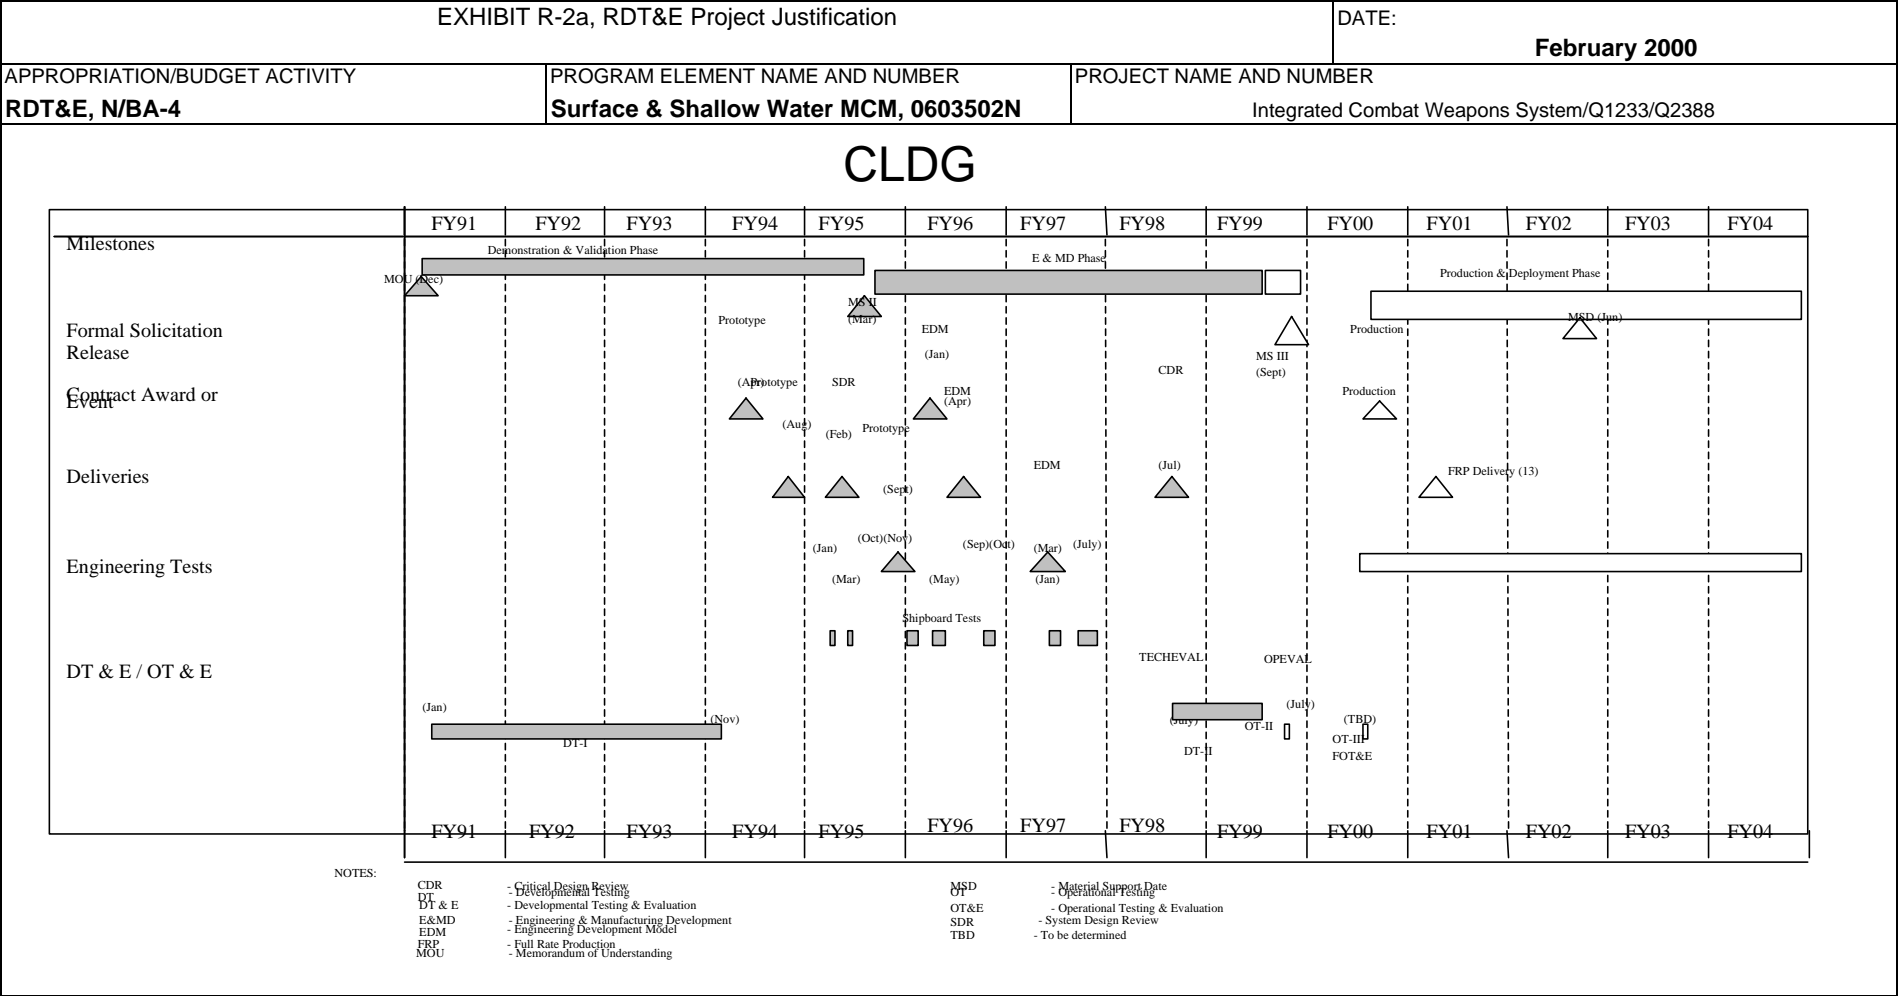 EXHIBIT R-2a, RDT&E Project Justification
DATE:
February 2000
APPROPRIATION/BUDGET ACTIVITY
PROGRAM ELEMENT NAME AND NUMBER
PROJECT NAME AND NUMBER
RDT&E, N/BA-4
Surface & Shallow Water MCM, 0603502N
Integrated Combat Weapons System/Q1233/Q2388
CLDG
FY91 FY92 FY93 FY94 FY95 FY96 FY97 FY98 FY99 FY00 FY01 FY02 FY03 FY04
Milestones
Demonstration & Validation Phase
E & MD Phase
Production & Deployment Phase
MOU (Dec)
MS II
(Mar)
MSD (Jun)
MS III
(Sept)
Formal Solicitation
Release
Prototype
(Apr)
EDM
(Jan)
Production
Contract Award or
Event
Prototype
(Aug)
SDR
(Feb)
EDM
(Apr)
CDR
(Jul)
Production
Deliveries
Prototype
(Sept)
EDM
(Mar)
FRP Delivery (13)
Engineering Tests
(Jan)
(Oct)(Nov)
(Sep)(Oct)
(July)
(Mar)
(May)
(Jan)
Shipboard Tests
DT & E / OT & E
TECHEVAL
OPEVAL
(Jan)
(Nov)
DT-I
(July)
DT-II
(July)
OT-II
(TBD)
OT-III
FOT&E
FY91 FY92 FY93 FY94 FY95 FY96 FY97 FY98 FY99 FY00 FY01 FY02 FY03 FY04
NOTES:
CDR - Critical Design Review
DT - Developmental Testing
DT & E - Developmental Testing & Evaluation
E&MD - Engineering & Manufacturing Development
EDM - Engineering Development Model
FRP - Full Rate Production
MOU - Memorandum of Understanding
MSD - Material Support Date
OT - Operational Testing
OT&E - Operational Testing & Evaluation
SDR - System Design Review
TBD - To be determined